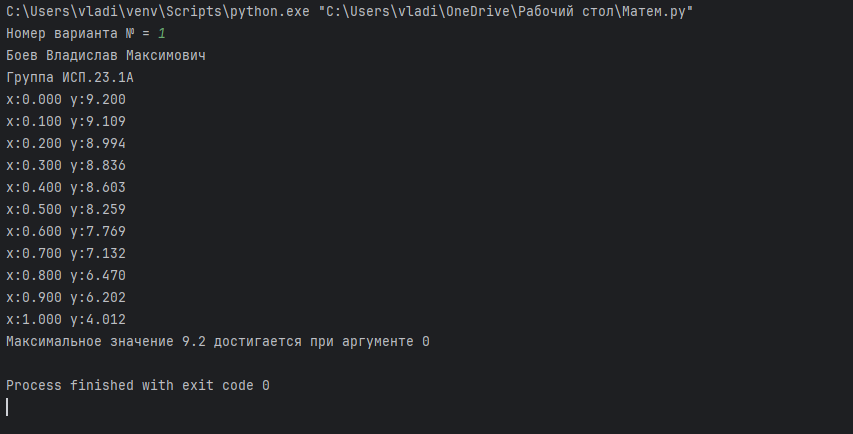 C:\Users\vladi\venv\Scripts\python.exe "C:\Users\vladi\OneDrive\Рабочий стол\Матем.py"
Номер варианта № = 1
Боев Владислав Максимович
Группа ИСП.23.1А
x:0.000 y:9.200
x:0.100 y:9.109
x:0.200 y:8.994
x:0.300 y:8.836
x:0.400 y:8.603
x:0.500 y:8.259
x:0.600 y:7.769
x:0.700 y:7.132
x:0.800 y:6.470
x:0.900 y:6.202
x:1.000 y:4.012
Максимальное значение 9.2 достигается при аргументе 0
Process finished with exit code 0